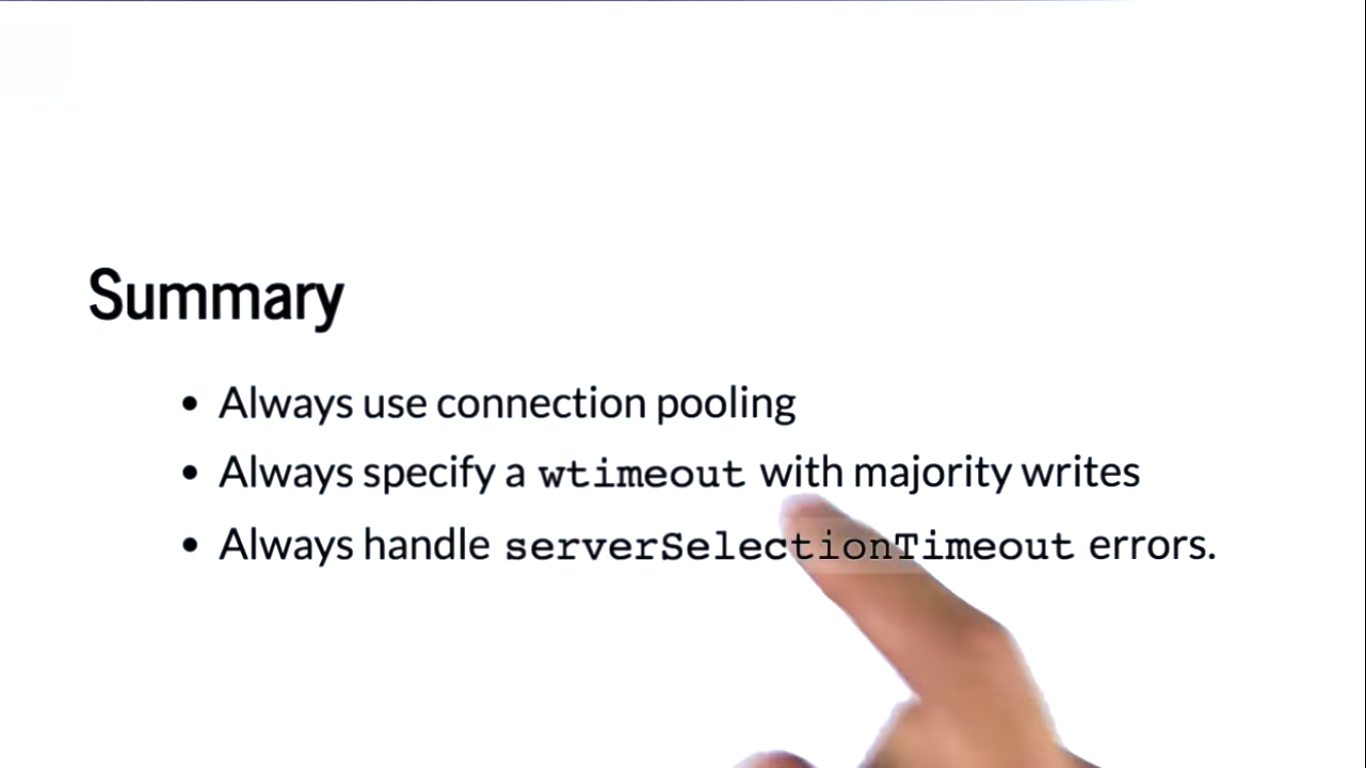 Summary
• Always use connection pooling
• Always specify a wtimeout with majority writes
• Always handle serverSelectionTimeout errors.